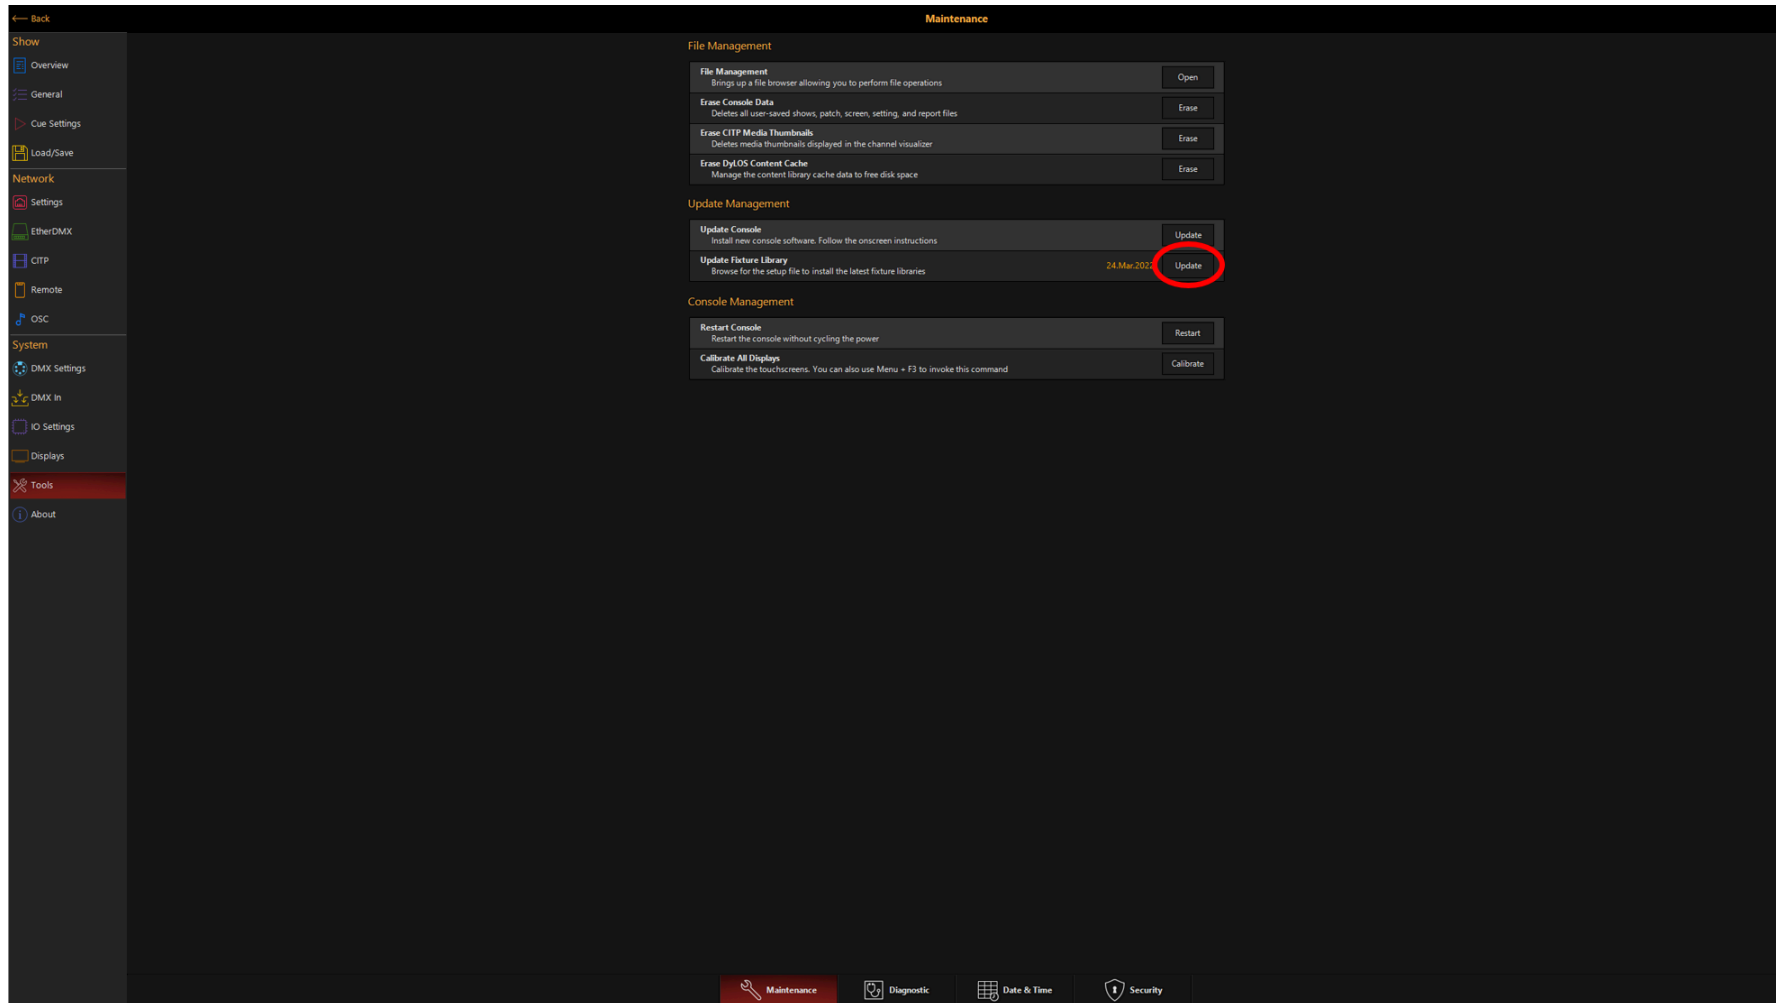 Back
Maintenance
Show
Overview
General
Cue Settings
Load/Save
Network
Settings
EtherDMX
CITP
Remote
OSC
System
DMX Settings
DMX In
IO Settings
Displays
Tools
About
File Management
File Management
Brings up a file browser allowing you to perform file operations
Open
Erase Console Data
Deletes all user-saved shows, patch, screen, setting, and report files
Erase
Erase CITP Media Thumbnails
Deletes media thumbnails displayed in the channel visualizer
Erase
Erase DyLOS Content Cache
Manage the content library cache data to free disk space
Erase
Update Management
Update Console
Install new console software. Follow the onscreen instructions
Update
Update Fixture Library
Browse for the setup file to install the latest fixture libraries
24.Mar.2022
Update
Console Management
Restart Console
Restart the console without cycling the power
Restart
Calibrate All Displays
Calibrate the touchscreens. You can also use Menu + F3 to invoke this command
Calibrate
Maintenance
Diagnostic
Date & Time
Security